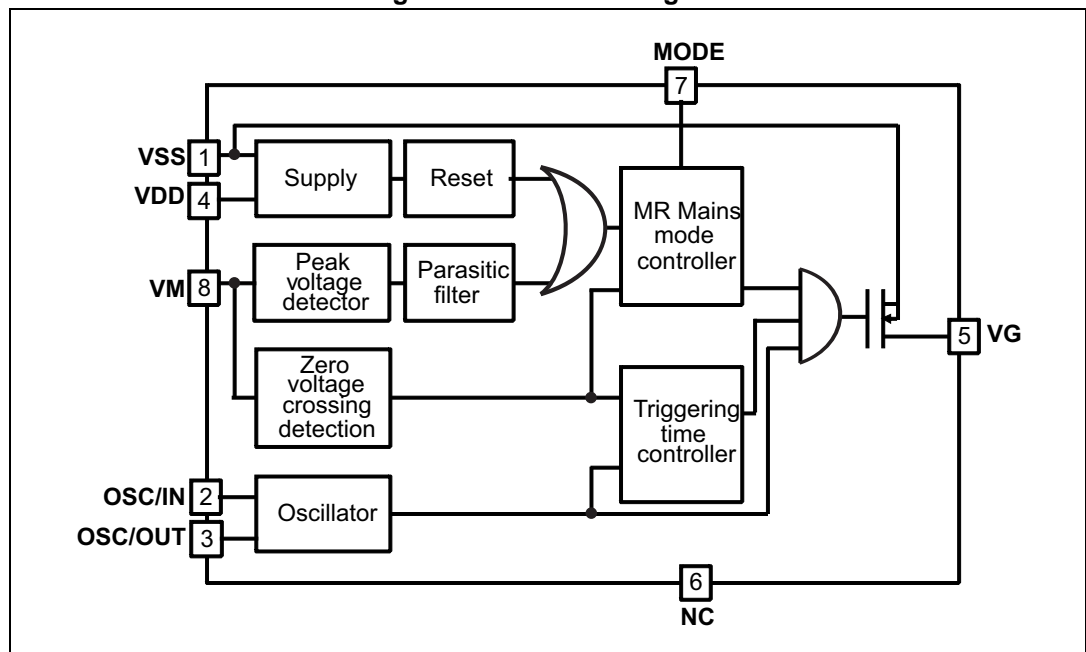 MODE
7
VSS 1
Supply
Reset
MR Mains
mode
controller
VDD 4
VM 8
Peak
voltage
detector
Parasitic
filter
5 VG
Zero
voltage
crossing
detection
Triggering
time
controller
OSC/IN 2
Oscillator
OSC/OUT 3
6
NC